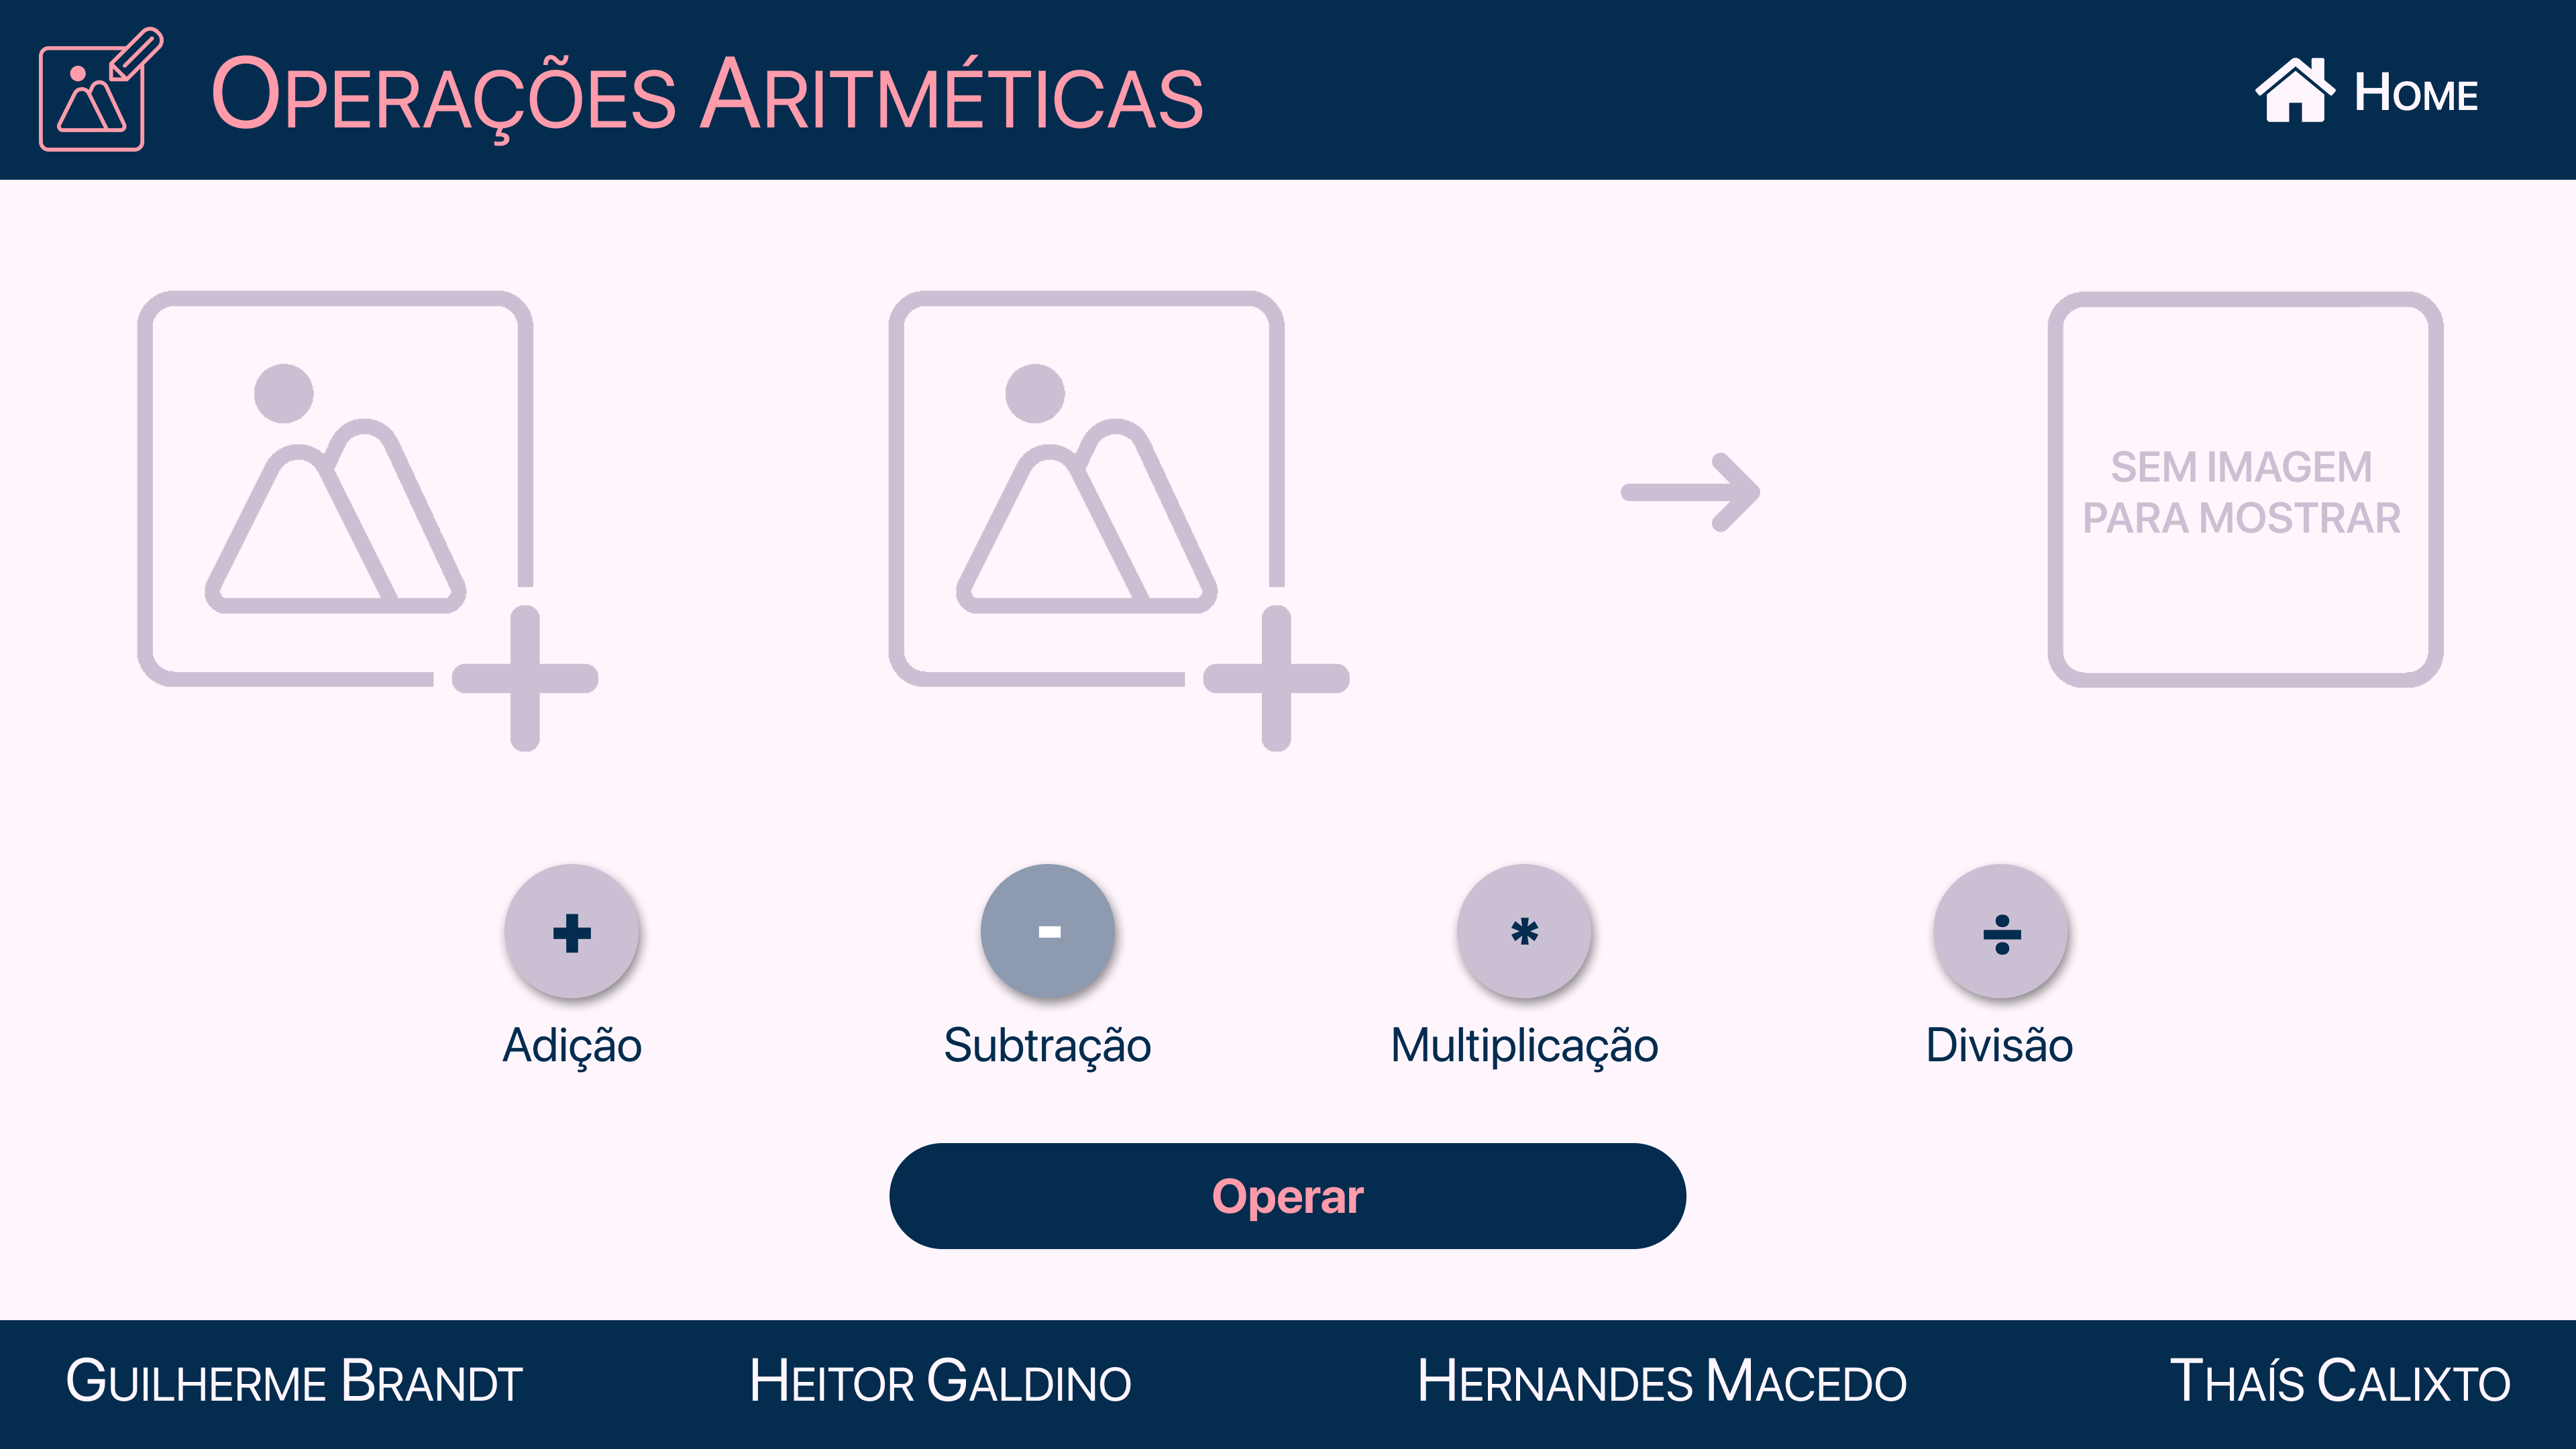 Operações Aritméticas
Home
SEM IMAGEM
PARA MOSTRAR
+ - * ÷
Adição Subtração Multiplicação Divisão
Operar
Guilherme Brandt Heitor Galdino Hernandes Macedo Thaís Calixto